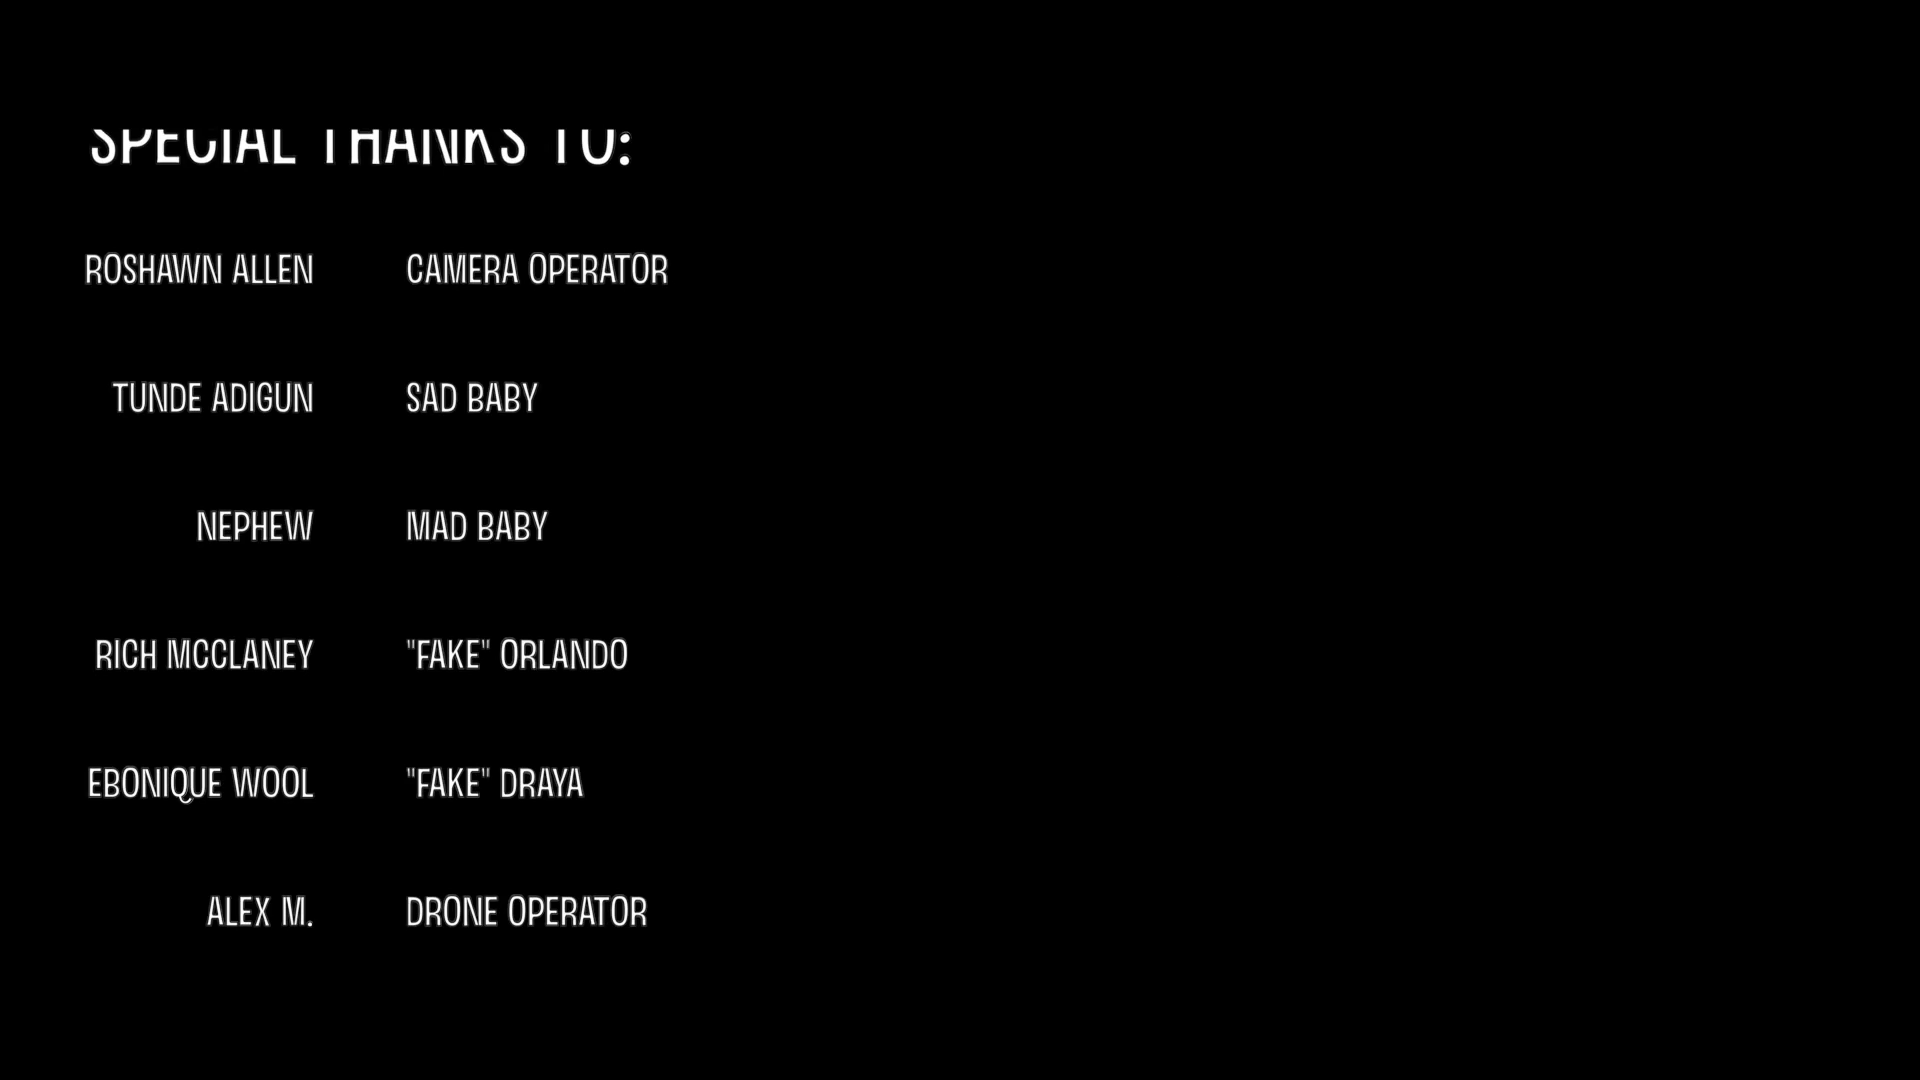 SPECIAL THANKS TO:
ROSHAWN ALLEN CAMERA OPERATOR
TUNDE ADIGUN SAD BABY
NEPHEW MAD BABY
RICH MCCLANEY "FAKE" ORLANDO
EBONIQUE WOOL "FAKE" DRAYA
ALEX M. DRONE OPERATOR